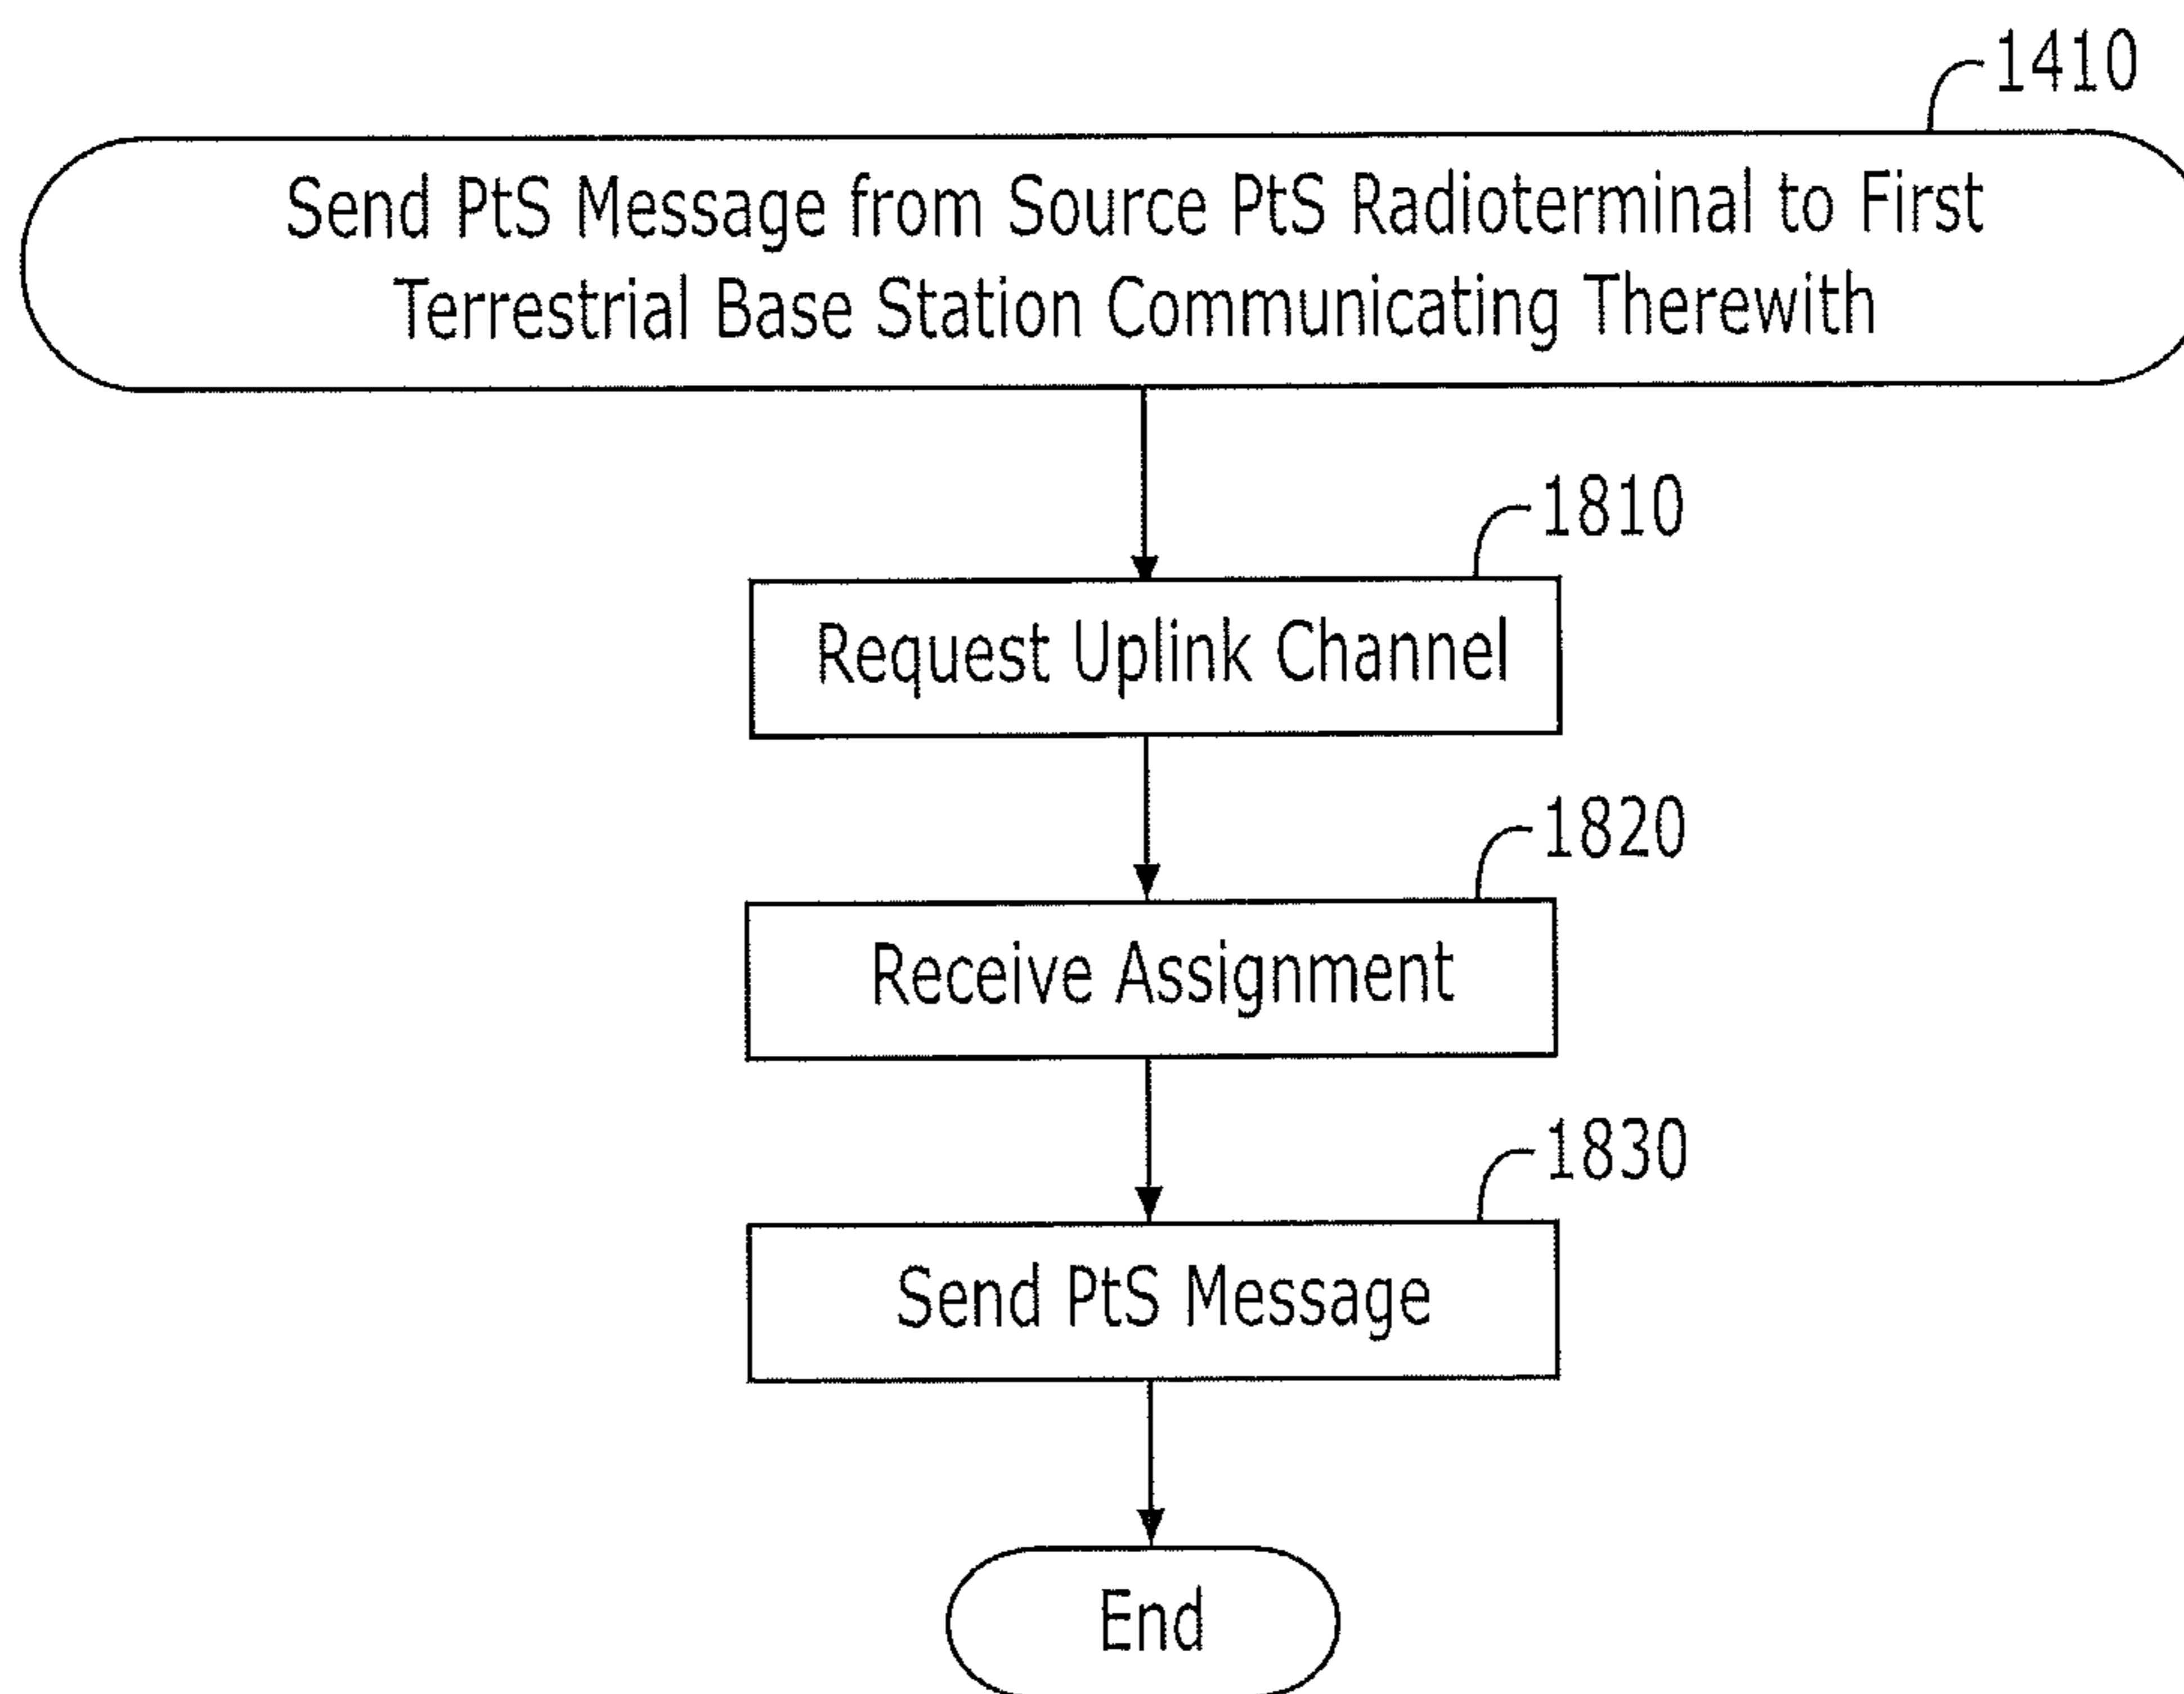 1410
Send PtS Message from Source PtS Radioterminal to First
Terrestrial Base Station Communicating Therewith
1810
Request Uplink Channel
1820
Receive Assignment
1830
Send PtS Message
End